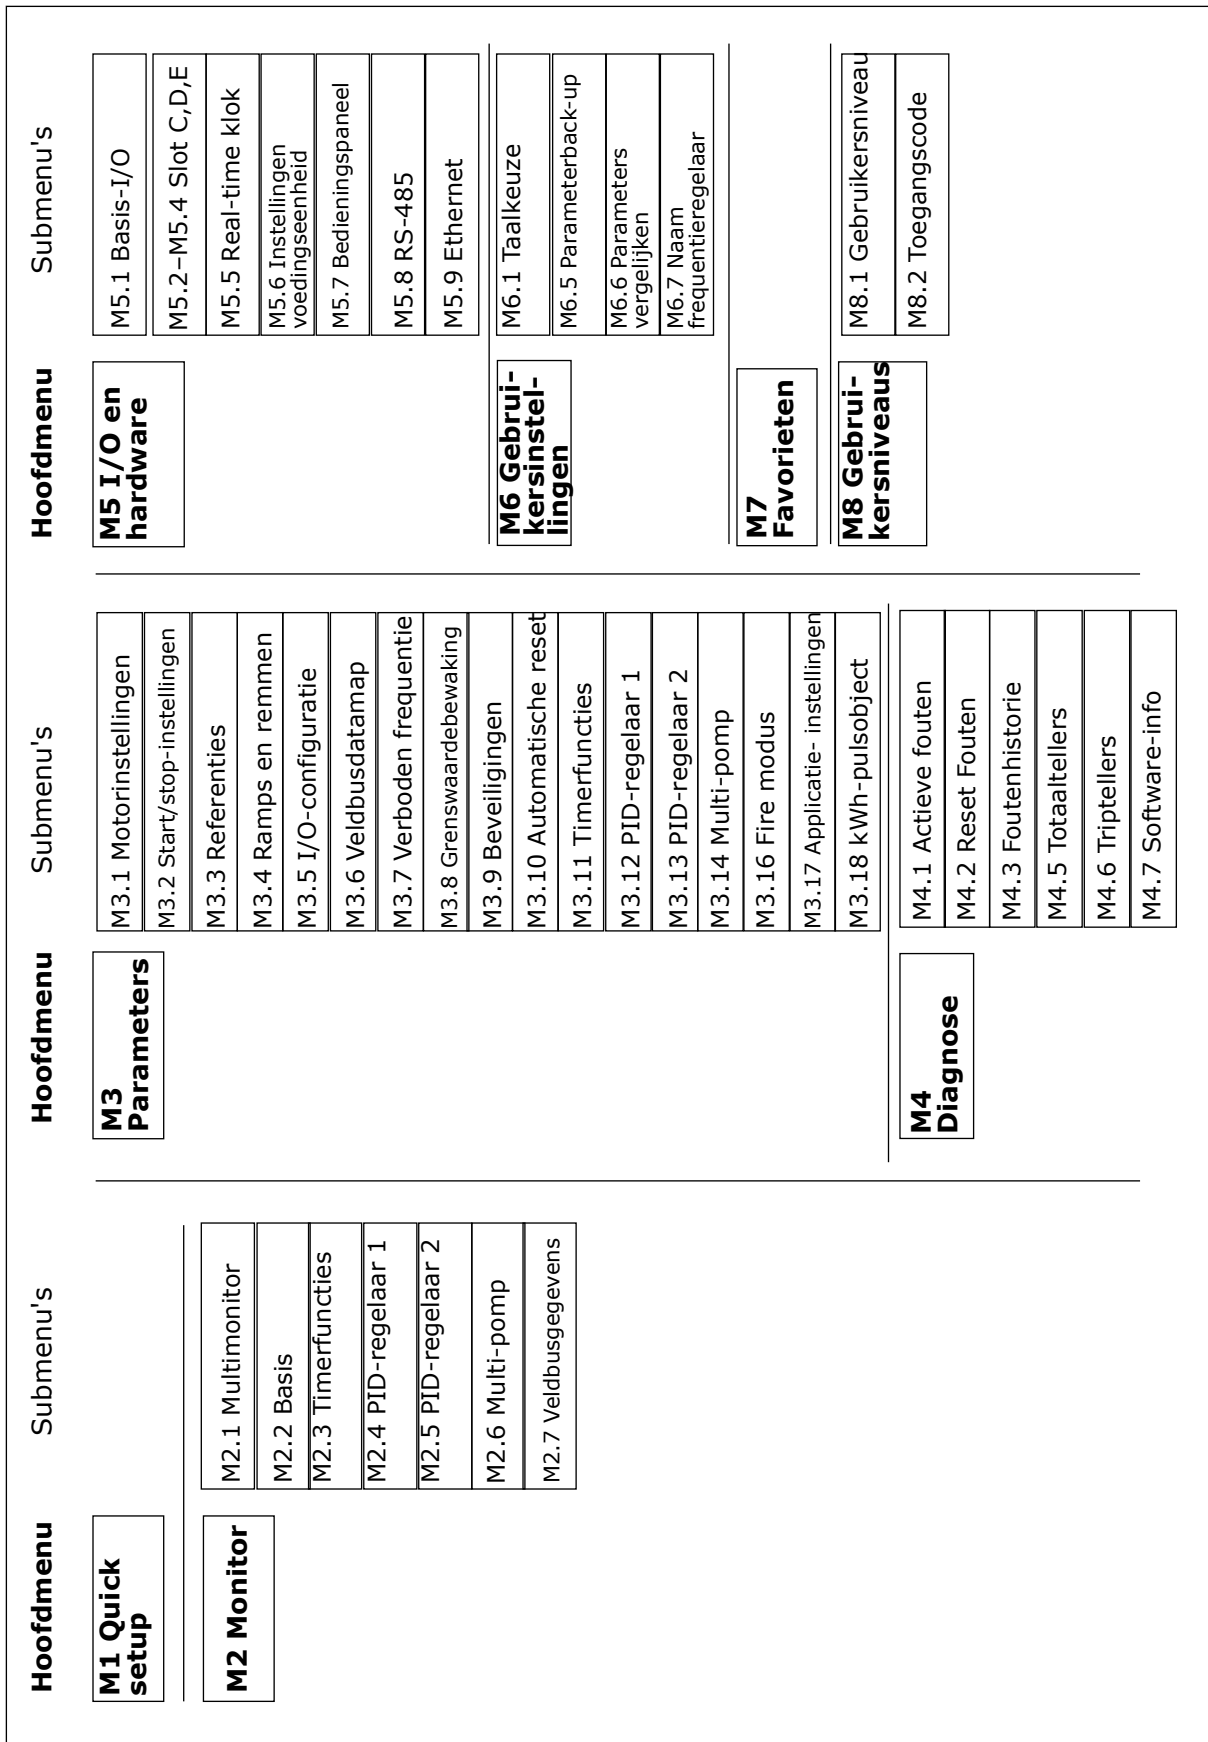 Hoofdmenu
Submenu's
M1 Quick
setup
M2 Monitor
M2.1 Multimonitor
M2.2 Basis
M2.3 Timerfuncties
M2.4 PID-regelaar 1
M2.5 PID-regelaar 2
M2.6 Multi-pomp
M2.7 Veldbusgegevens
Hoofdmenu
Submenu's
M3
Parameters
M3.1 Motorinstellingen
M3.2 Start/stop-instellingen
M3.3 Referenties
M3.4 Ramps en remmen
M3.5 I/O-configuratie
M3.6 Veldbusdatamap
M3.7 Verboden frequentie
M3.8 Grenswaardebewaking
M3.9 Beveilgingen
M3.10 Automatische reset
M3.11 Timerfuncties
M3.12 PID-regelaar 1
M3.13 PID-regelaar 2
M3.14 Multi-pomp
M3.16 Fire modus
M3.17 Applicatie- instellingen
M3.18 kWh-pulsobject
M4
Diagnose
M4.1 Actieve fouten
M4.2 Reset Fouten
M4.3 Foutenhistorie
M4.5 Totaaltellers
M4.6 Triptellers
M4.7 Software-info
Hoofdmenu
Submenu's
M5 I/O en
hardware
M5.1 Basis-I/O
M5.2–M5.4 Slot C,D,E
M5.5 Real-time klok
M5.6 Instellingen
voedingseenheid
M5.7 Bedieningspaneel
M5.8 RS-485
M5.9 Ethernet
M6 Gebrui-
kersinstel-
lingen
M6.1 Taalkeuze
M6.5 Parameterback-up
M6.6 Parameters
vergelijken
M6.7 Naam
frequentieregelaar
M7
Favorieten
M8 Gebrui-
kersniveaus
M8.1 Gebruikersniveau
M8.2 Toegangscode